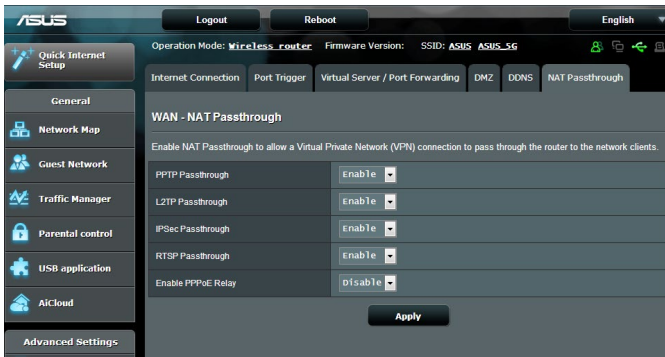 ASUS
Logout
Reboot
English
Quick Internet Setup
Operation Mode: Wireless router Firmware Version: SSID: ASUS ASUS_5G
Internet Connection
Port Trigger
Virtual Server / Port Forwarding
DMZ
DDNS
NAT Passthrough
General
Network Map
Guest Network
Traffic Manager
Parental control
USB application
AiCloud
Advanced Settings
WAN - NAT Passthrough
Enable NAT Passthrough to allow a Virtual Private Network (VPN) connection to pass through the router to the network clients.
PPTP Passthrough Enable
L2TP Passthrough Enable
IPSec Passthrough Enable
RTSP Passthrough Enable
Enable PPPoE Relay Disable
Apply